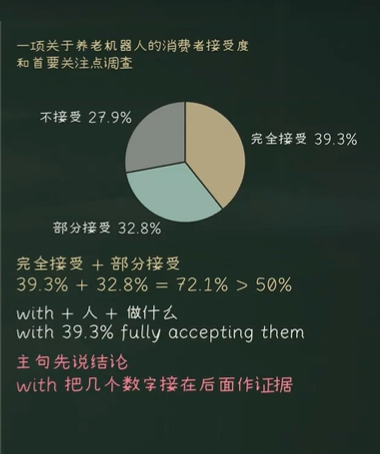 一项关于养老机器人的消费者接受度
和首要关注点调查
不接受 27.9%
完全接受 39.3%
部分接受 32.8%
完全接受 + 部分接受
39.3% + 32.8% = 72.1% > 50%
with + 人 + 做什么
with 39.3% fully accepting them
主句先说结论
with 把几个数字接在后面作证据